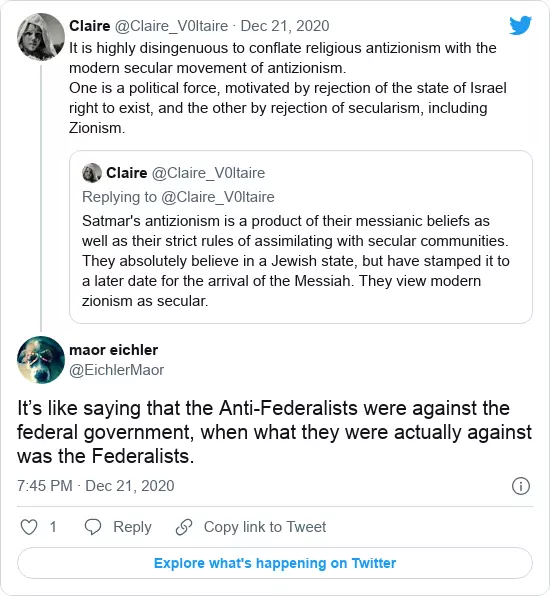 Claire @Claire_V0ltaire · Dec 21, 2020
It is highly disingenuous to conflate religious antizionism with the
modern secular movement of antizionism.
One is a political force, motivated by rejection of the state of Israel
right to exist, and the other by rejection of secularism, including
Zionism.
Claire @Claire_V0ltaire
Replying to @Claire_V0ltaire
Satmar's antizionism is a product of their messianic beliefs as
well as their strict rules of assimilating with secular communities.
They absolutely believe in a Jewish state, but have stamped it to
a later date for the arrival of the Messiah. They view modern
zionism as secular.
maor eichler
@EichlerMaor
It’s like saying that the Anti-Federalists were against the
federal government, when what they were actually against
was the Federalists.
7:45 PM · Dec 21, 2020
1 Reply Copy link to Tweet
Explore what's happening on Twitter